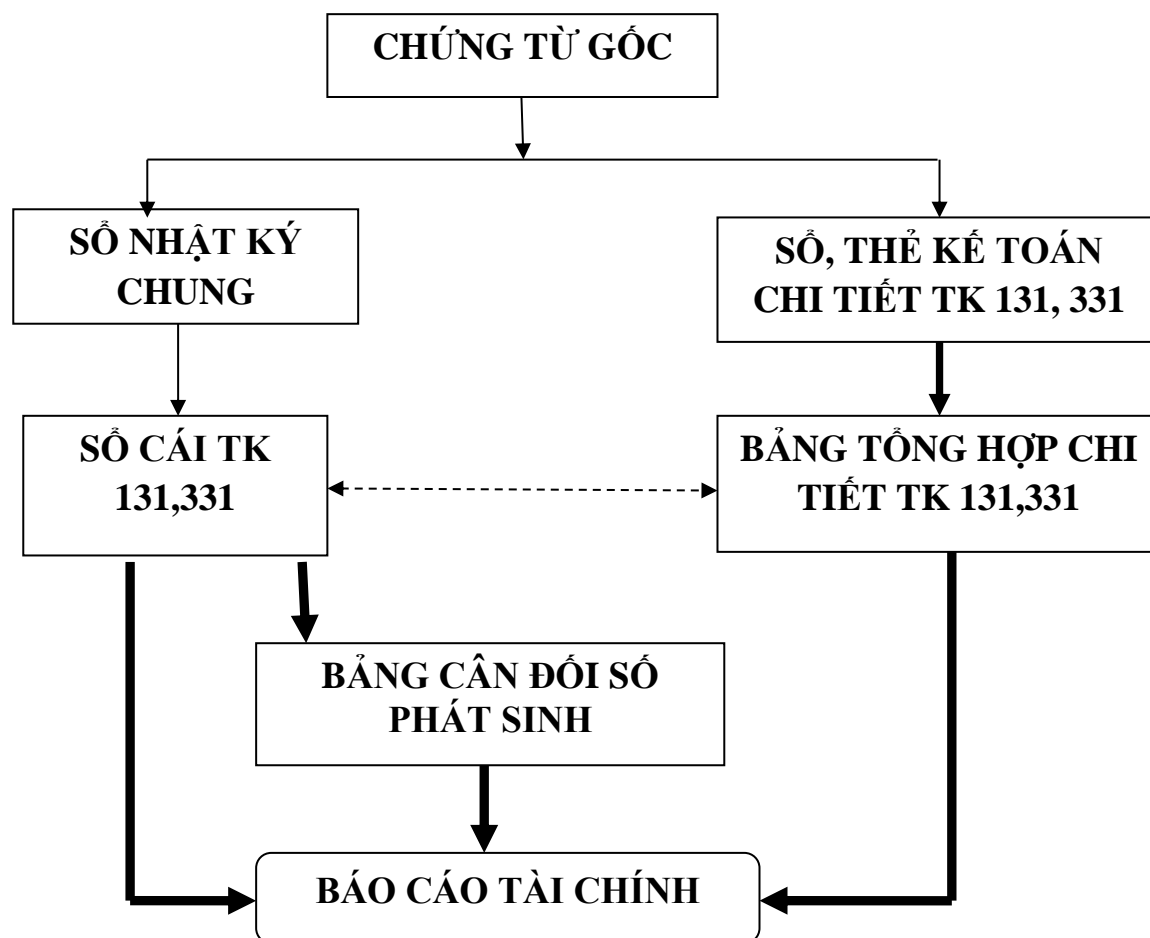 CHỨNG TỪ GỐC
SỔ NHẬT KÝ
CHUNG
SỔ, THẺ KẾ TOÁN
CHI TIẾT TK 131, 331
SỔ CÁI TK
131,331
BẢNG TỔNG HỢP CHI
TIẾT TK 131,331
BẢNG CÂN ĐỐI SỐ
PHÁT SINH
BÁO CÁO TÀI CHÍNH